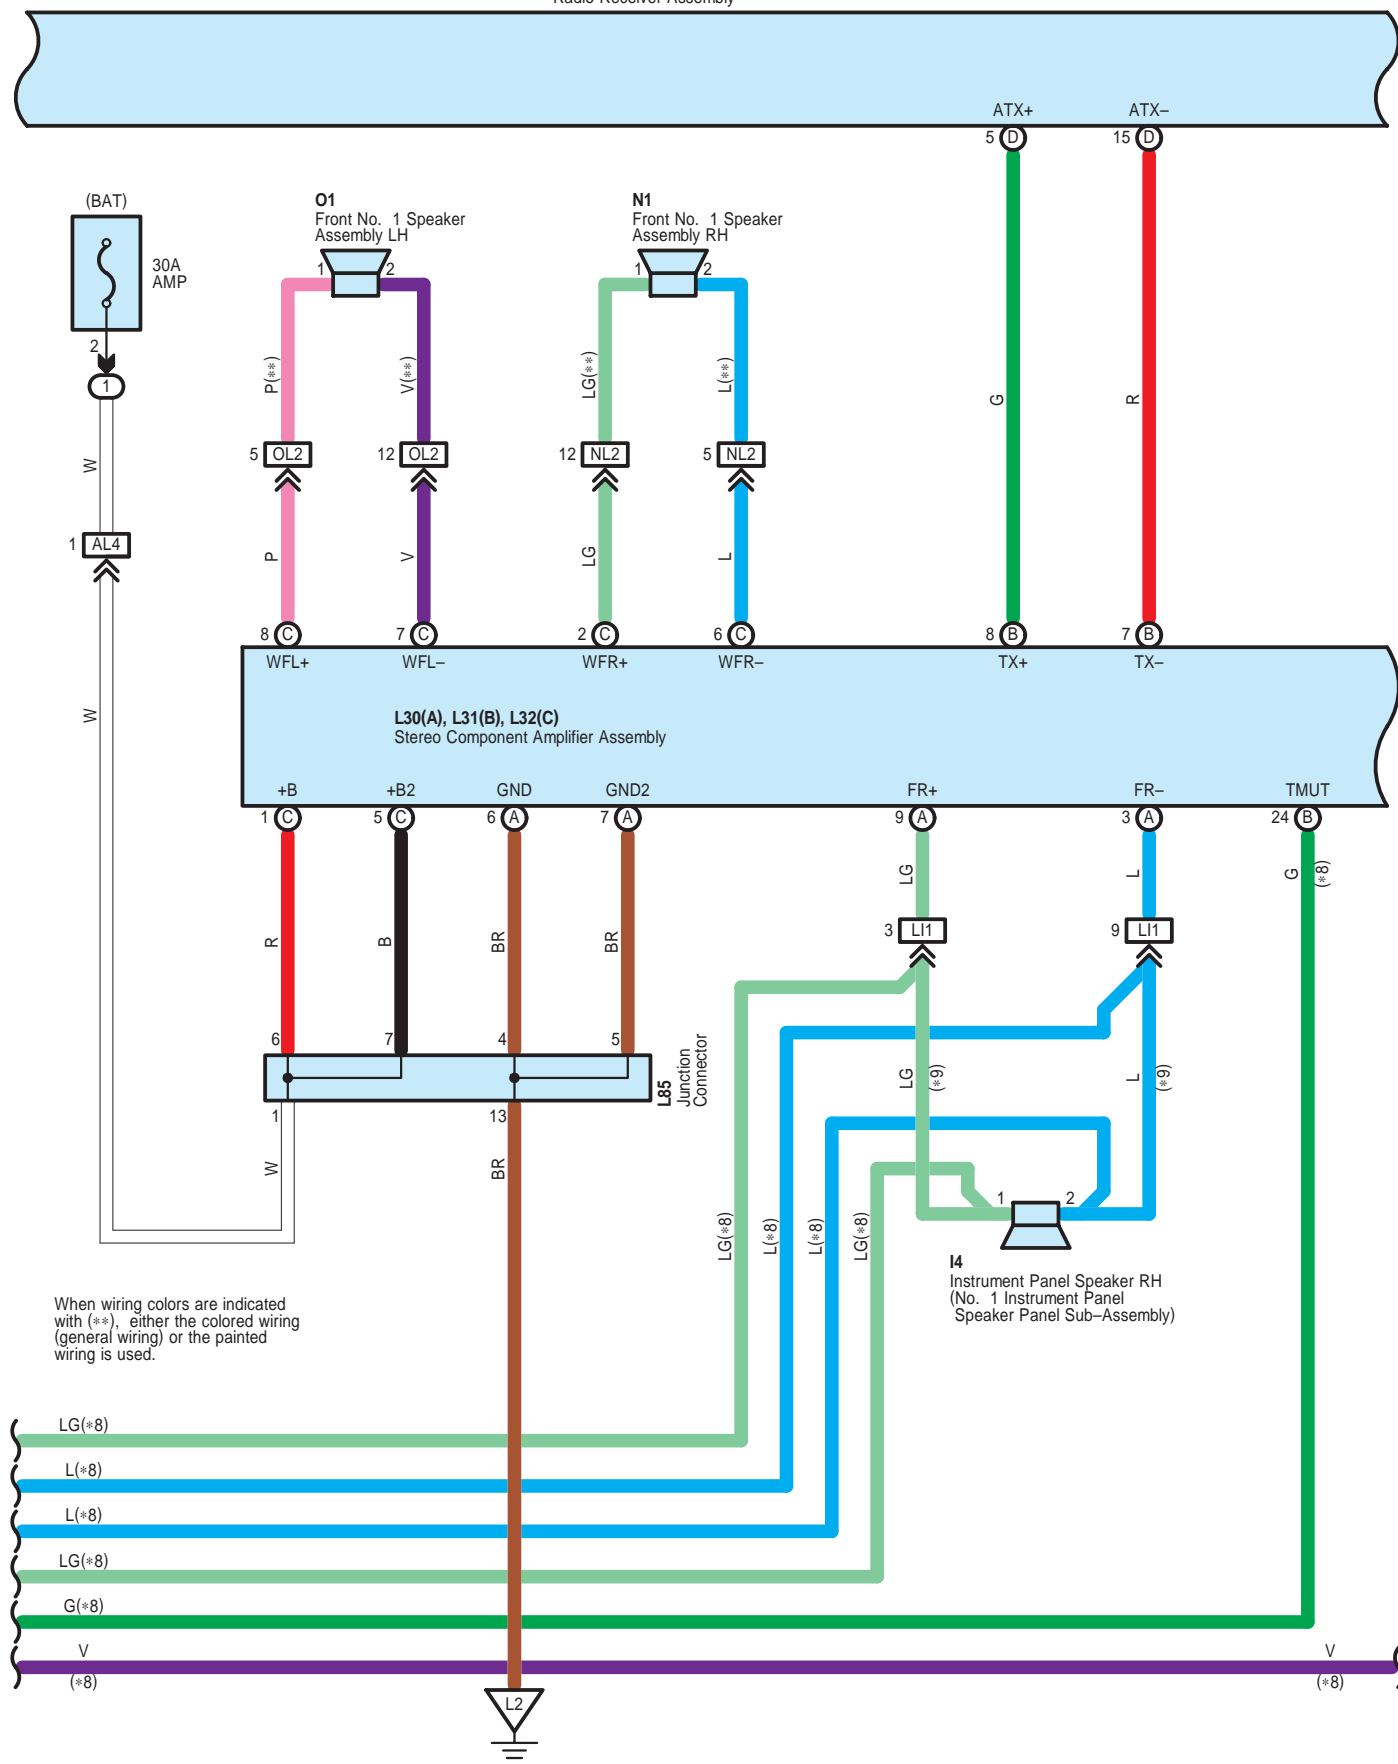 Radio Receiver Assembly
ATX+
ATX–
5 D
15 D
(BAT)
30A
AMP
2
1
O1
Front No. 1 Speaker
Assembly LH
1
2
N1
Front No. 1 Speaker
Assembly RH
1
2
P(**)
V(**)
LG(**)
L(**)
G
R
W
5 OL2
12 OL2
12 NL2
5 NL2
1 AL4
P
V
LG
L
8 C
7 C
2 C
6 C
8 B
7 B
WFL+
WFL–
WFR+
WFR–
TX+
TX–
W
L30(A), L31(B), L32(C)
Stereo Component Amplifier Assembly
+B
+B2
GND
GND2
FR+
FR–
TMUT
1 C
5 C
6 A
7 A
9 A
3 A
24 B
LG
L
G
(*8)
R
B
BR
BR
3 LI1
9 LI1
6
7
4
5
L85
Junction
Connector
LG
(*9)
L
(*9)
1
13
W
BR
LG(*8)
L(*8)
L(*8)
LG(*8)
1
2
I4
Instrument Panel Speaker RH
(No. 1 Instrument Panel
Speaker Panel Sub–Assembly)
When wiring colors are indicated
with (**), either the colored wiring
(general wiring) or the painted
wiring is used.
LG(*8)
L(*8)
L(*8)
LG(*8)
G(*8)
V
(*8)
V
(*8)
L2